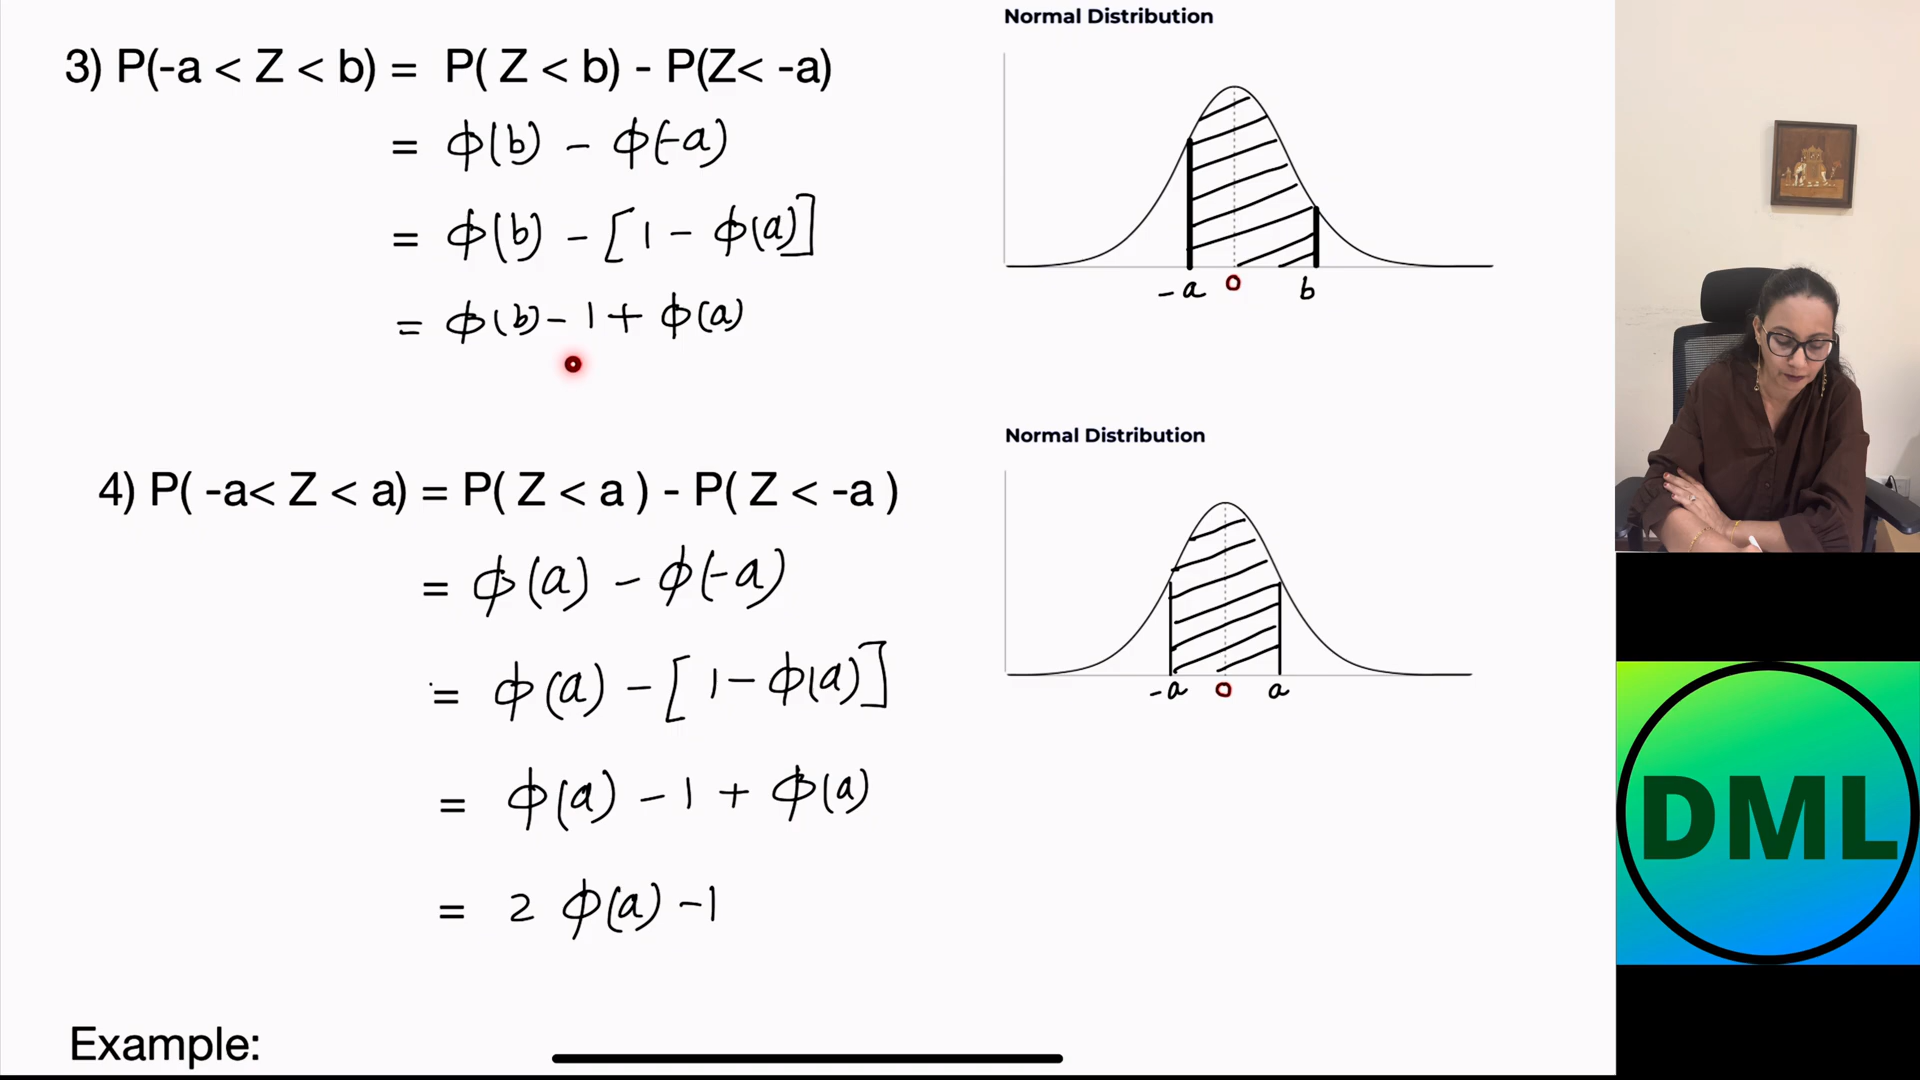 Normal Distribution
3) P(-a < Z < b) = P( Z < b) - P(Z< -a)
= ϕ(b) - ϕ(-a)
= ϕ(b) - [1 - ϕ(a)]
= ϕ(b) - 1 + ϕ(a)
-a 0 b
Normal Distribution
4) P( -a< Z < a) = P( Z < a ) - P( Z < -a )
= ϕ(a) - ϕ(-a)
= ϕ(a) - [1 - ϕ(a)]
= ϕ(a) - 1 + ϕ(a)
= 2 ϕ(a) - 1
-a 0 a
Example:
DML